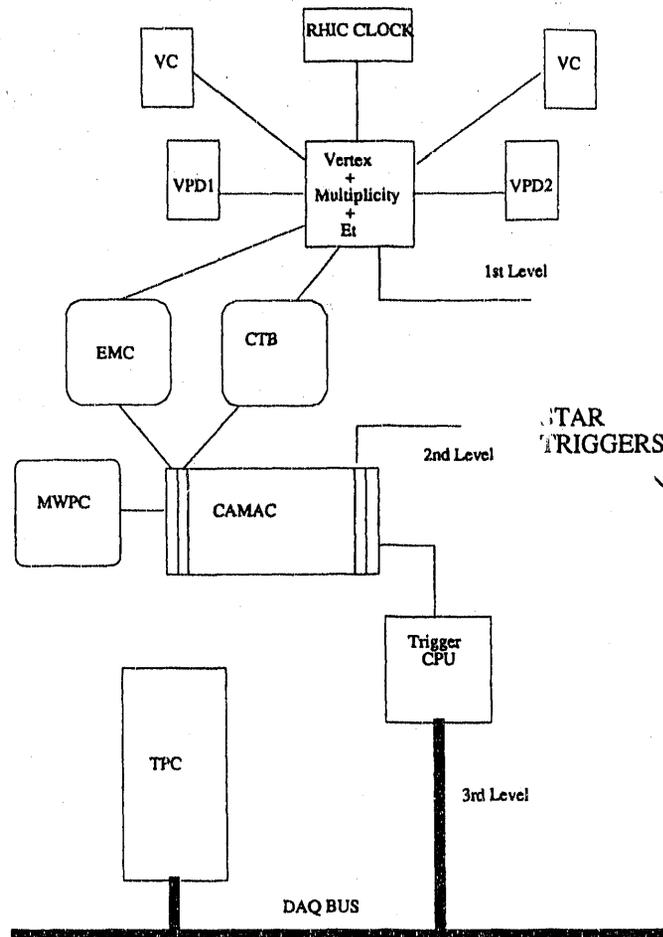 RHIC CLOCK
VC
VC
Vertex
+
Multiplicity
+
Et
VPD1
VPD2
1st Level
EMC
CTB
STAR
TRIGGERS
2nd Level
MWPC
CAMAC
Trigger
CPU
TPC
3rd Level
DAQ BUS